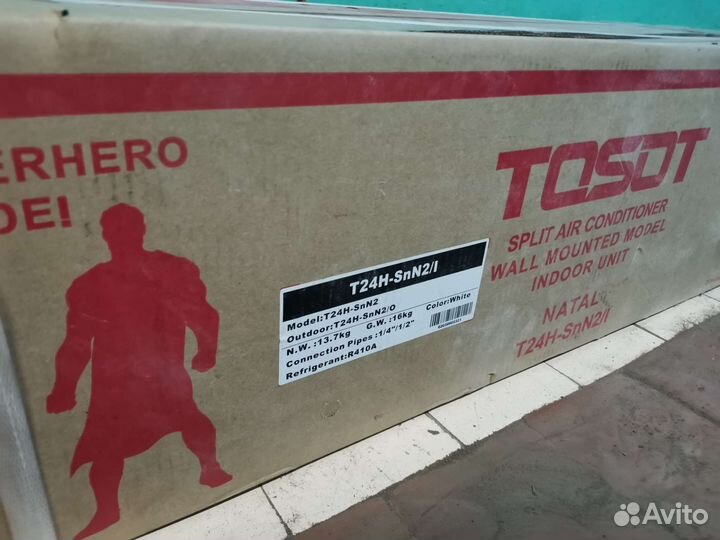 ERHERO
DE!
TOSOT
SPLIT AIR CONDITIONER
WALL MOUNTED MODEL
INDOOR UNIT
NATAL
T24H-SnN2/I
T24H-SnN2/I
Model:T24H-SnN2
Outdoor:T24H-SnN2/O Color:White
N.W. :13.7kg G.W. :16kg
Connection Pipes :1/4"/1/2"
Refrigerant:R410A
Avito